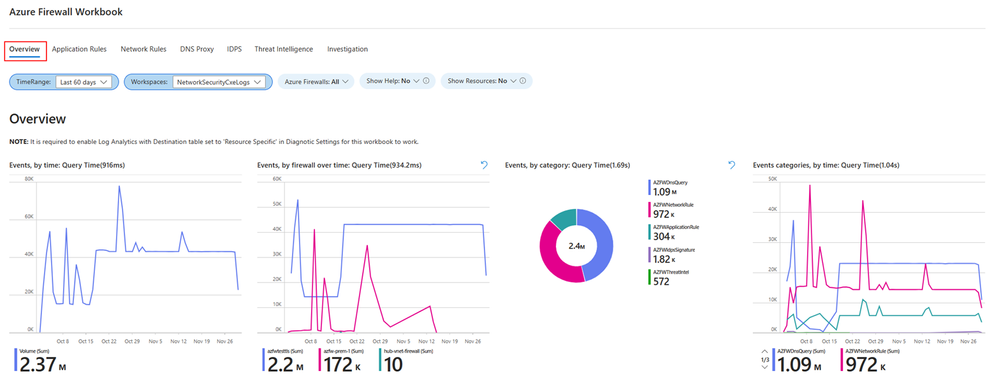 Azure Firewall Workbook
Overview Application Rules Network Rules DNS Proxy IDPS Threat Intelligence Investigation
TimeRange: Last 60 days Workspaces: NetworkSecurityCxeLogs Azure Firewalls: All Show Help: No Show Resources: No
Overview
NOTE: It is required to enable Log Analytics with Destination table set to 'Resource Specific' in Diagnostic Settings for this workbook to work.
Events, by time: Query Time(916ms)
80K
60K
40K
20K
0K
Oct 8 Oct 15 Oct 22 Oct 29 Nov 5 Nov 12 Nov 19 Nov 26
Volume (Sum)
2.37 M
Events, by firewall over time: Query Time(934.2ms)
60K
50K
40K
30K
20K
10K
0K
Oct 8 Oct 15 Oct 22 Oct 29 Nov 5 Nov 12 Nov 19 Nov 26
azfwtestfls (Sum) azfw-prem-1 (Sum) hub-vnet-firewall (Sum)
2.2 M 172 K 10
Events, by category: Query Time(1.69s)
2.4M
AZFWDnsQuery
1.09 M
AZFWNetworkRule
972 K
AZFWApplicationRule
304 K
AZFWIdpsSignature
1.82 K
AZFWThreatIntel
572
Events categories, by time: Query Time(1.04s)
50K
40K
30K
20K
10K
0K
Oct 8 Oct 15 Oct 22 Oct 29 Nov 5 Nov 12 Nov 19 Nov 26
1/3
AZFWDnsQuery (Sum) AZFWNetworkRule (Sum)
1.09 M 972 K